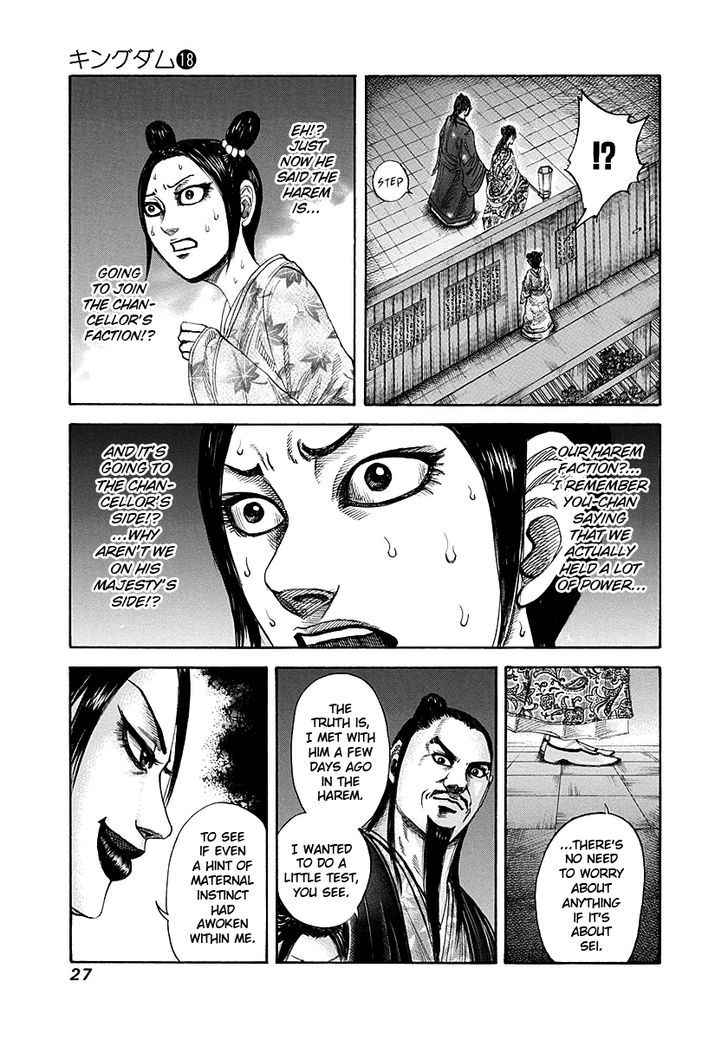 キングダム18
!?
STEP
EH!?
JUST
NOW HE
SAID THE
HAREM
IS...
GOING
TO JOIN
THE CHAN-
CELLOR'S
FACTION!?
OUR HAREM
FACTION?...
I REMEMBER
YOU-CHAN
SAYING
THAT WE
ACTUALLY
HELD A LOT
OF POWER...
AND IT'S
GOING TO
THE CHAN-
CELLOR'S
SIDE!?
...WHY
AREN'T WE
ON HIS
MAJESTY'S
SIDE!?
...THERE'S
NO NEED
TO WORRY
ABOUT
ANYTHING
IF IT'S
ABOUT
SEI.
THE
TRUTH IS,
I MET WITH
HIM A FEW
DAYS AGO
IN THE
HAREM.
I WANTED
TO DO A
LITTLE TEST,
YOU SEE.
TO SEE
IF EVEN
A HINT OF
MATERNAL
INSTINCT
HAD
AWOKEN
WITHIN ME.
27